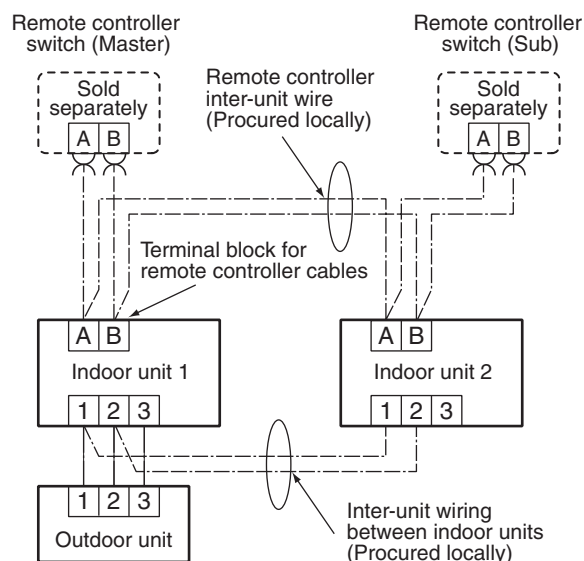 Remote controller
switch (Master)
Remote controller
switch (Sub)
Sold
separately
A B
Remote controller
inter-unit wire
(Procured locally)
Sold
separately
A B
Terminal block for
remote controller cables
A B
Indoor unit 1
1 2 3
A B
Indoor unit 2
1 2 3
1 2 3
Outdoor unit
Inter-unit wiring
between indoor units
(Procured locally)